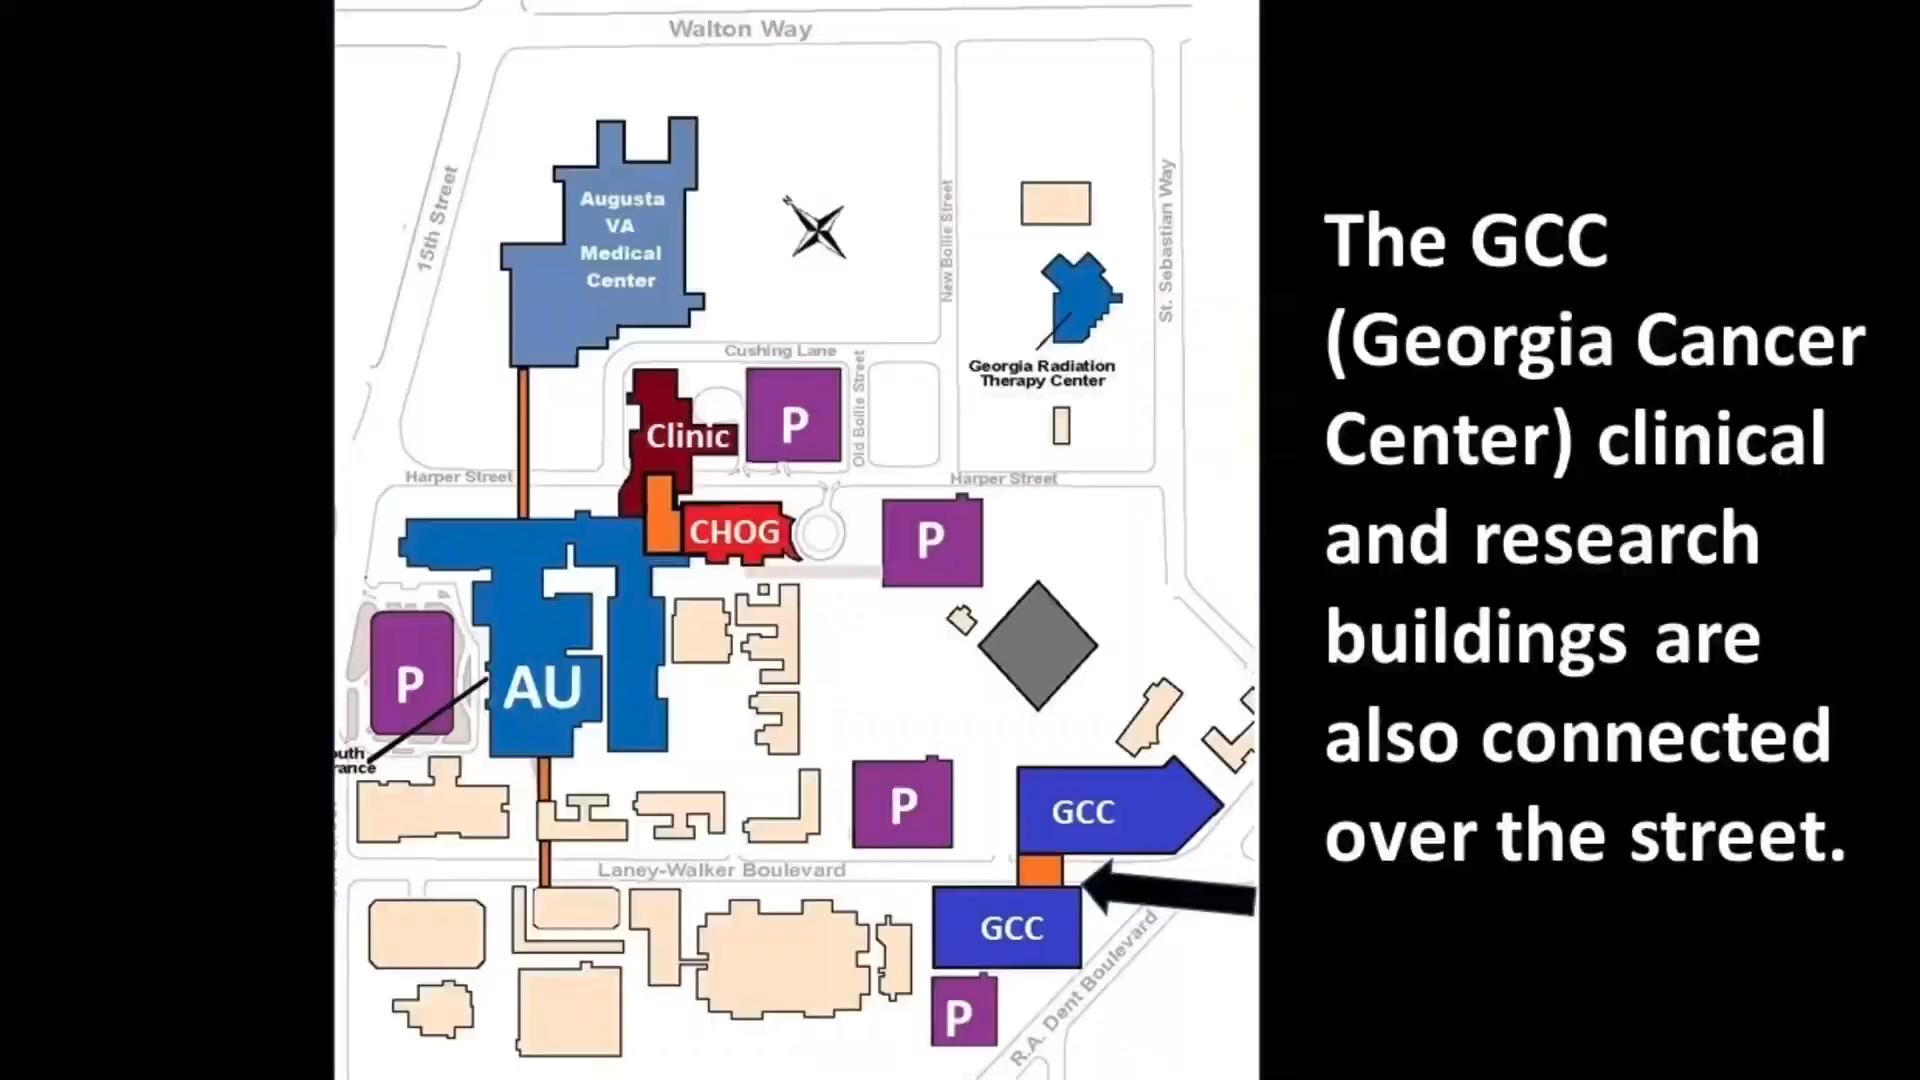 Walton Way
15th Street
Augusta
VA
Medical
Center
N
New Bailie Street
St. Sebastian Way
Georgia Radiation
Therapy Center
Cushing Lane
Old Bailie Street
Clinic
P
Harper Street
Harper Street
CHOG
P
P
AU
P
GCC
Laney-Walker Boulevard
GCC
P
R.A. Dent Boulevard
The GCC
(Georgia Cancer
Center) clinical
and research
buildings are
also connected
over the street.